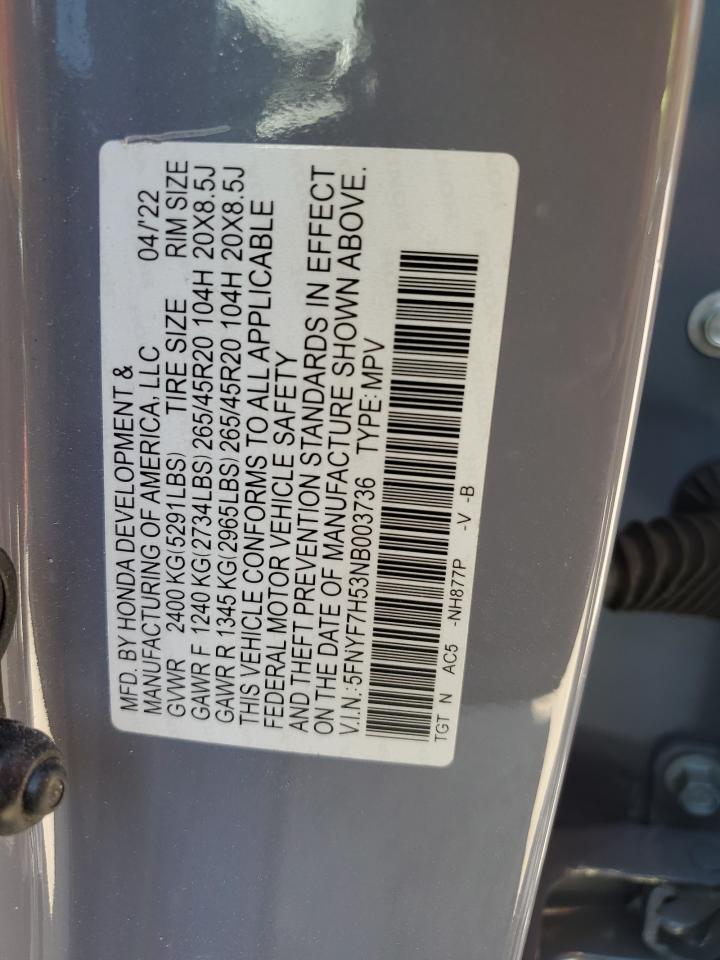 MFD. BY HONDA DEVELOPMENT &
MANUFACTURING OF AMERICA, LLC 04/'22
GVWR 2400 KG(5291LBS) TIRE SIZE RIM SIZE
GAWR F 1240 KG(2734LBS) 265/45R20 104H 20X8.5J
GAWR R 1345 KG(2965LBS) 265/45R20 104H 20X8.5J
THIS VEHICLE CONFORMS TO ALL APPLICABLE
FEDERAL MOTOR VEHICLE SAFETY
AND THEFT PREVENTION STANDARDS IN EFFECT
ON THE DATE OF MANUFACTURE SHOWN ABOVE.
V.I.N.:5FNYF7H53NB003736 TYPE:MPV
TGT N AC5 -NH877P -V -B